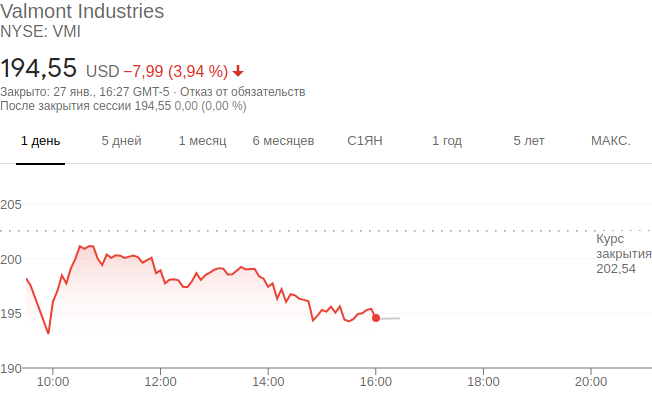 Valmont Industries
NYSE: VMI
194,55 USD −7,99 (3,94 %)
Закрыто: 27 янв., 16:27 GMT-5 · Отказ от обязательств
После закрытия сессии 194,55 0,00 (0,00 %)
1 день 5 дней 1 месяц 6 месяцев С1ЯН 1 год 5 лет МАКС.
205
Курс
закрытия
202,54
200
195
190
10:00 12:00 14:00 16:00 18:00 20:00